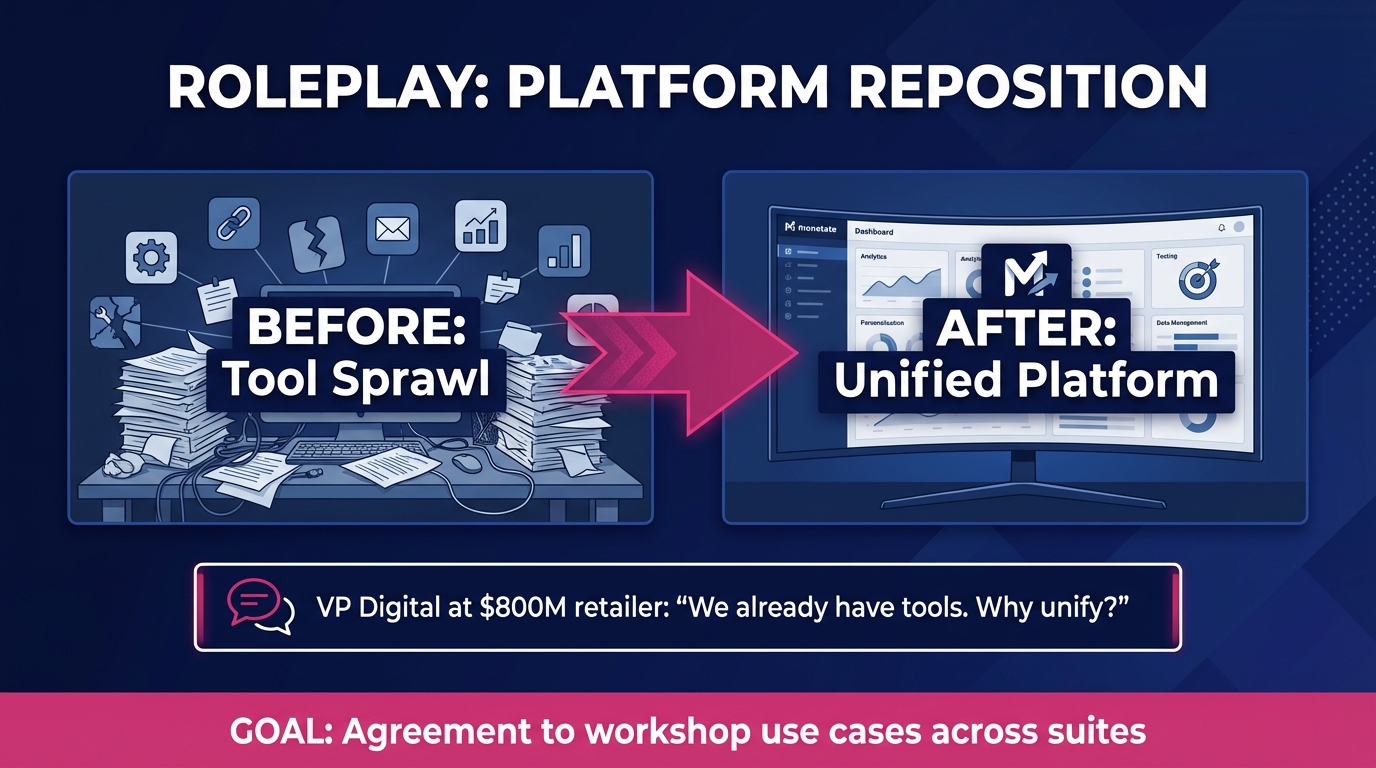 ROLEPLAY: PLATFORM REPOSITION
BEFORE:
Tool Sprawl
monetate
Dashboard
Analytics
Testing
Personalisation
Data Management
AFTER:
Unified Platform
VP Digital at $800M retailer: “We already have tools. Why unify?”
GOAL: Agreement to workshop use cases across suites